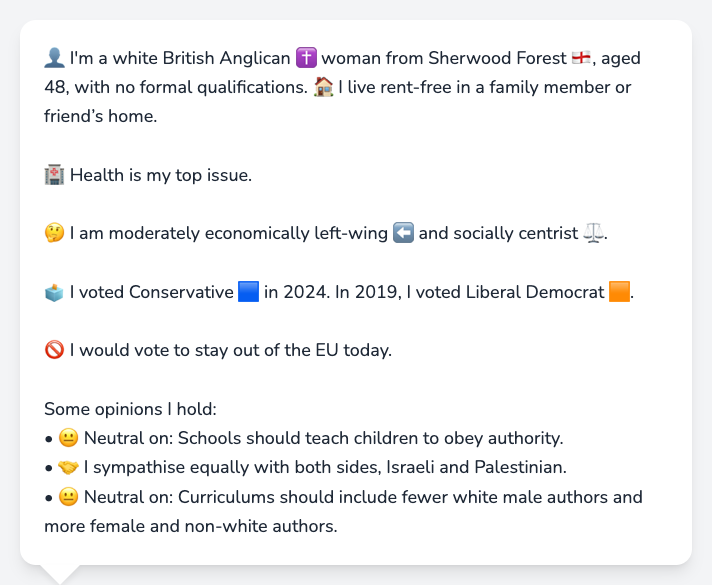 👤 I'm a white British Anglican ✝️ woman from Sherwood Forest 🏴󠁧󠁢󠁥󠁮󠁧󠁿, aged
48, with no formal qualifications. 🏠 I live rent-free in a family member or
friend’s home.
🏥 Health is my top issue.
🤔 I am moderately economically left-wing ⬅️ and socially centrist ⚖️.
🗳️ I voted Conservative 🟦 in 2024. In 2019, I voted Liberal Democrat 🟧.
🚫 I would vote to stay out of the EU today.
Some opinions I hold:
• 😐 Neutral on: Schools should teach children to obey authority.
• 🤝 I sympathise equally with both sides, Israeli and Palestinian.
• 😐 Neutral on: Curriculums should include fewer white male authors and
more female and non-white authors.